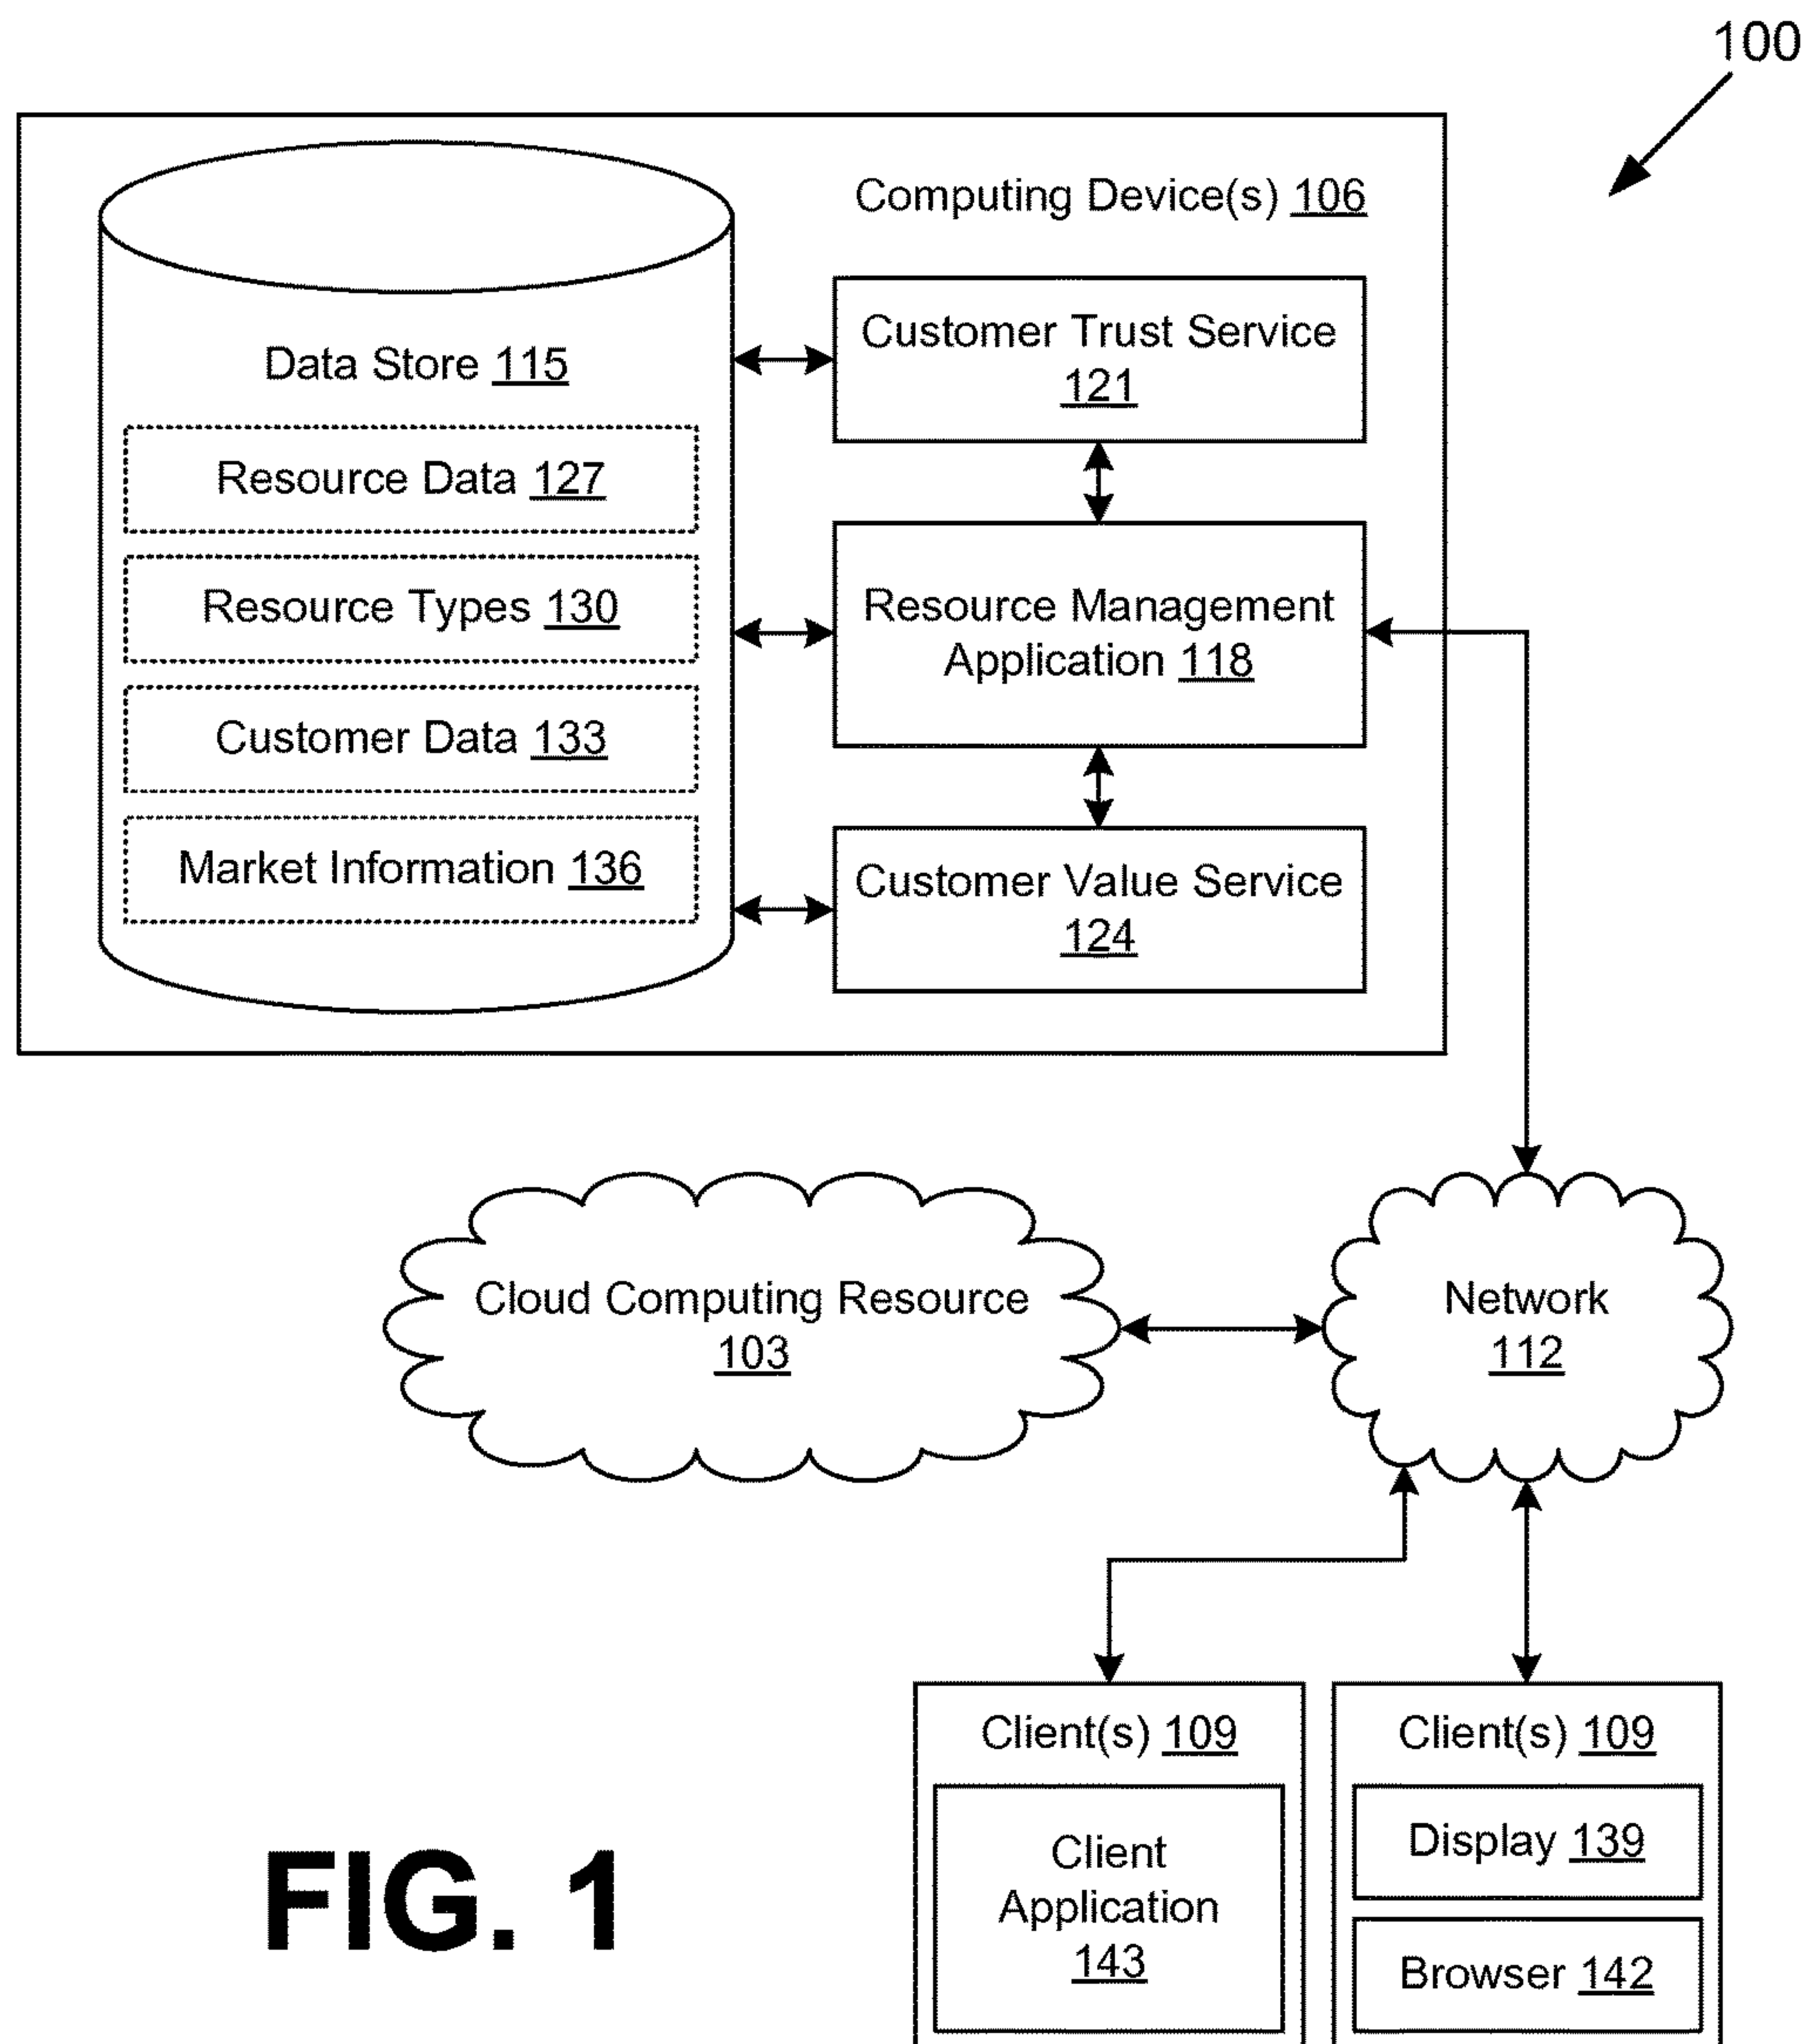 100
Computing Device(s) 106
Data Store 115
Resource Data 127
Resource Types 130
Customer Data 133
Market Information 136
Customer Trust Service
121
Resource Management
Application 118
Customer Value Service
124
Cloud Computing Resource
103
Network
112
Client(s) 109
Client
Application
143
Client(s) 109
Display 139
Browser 142
FIG. 1